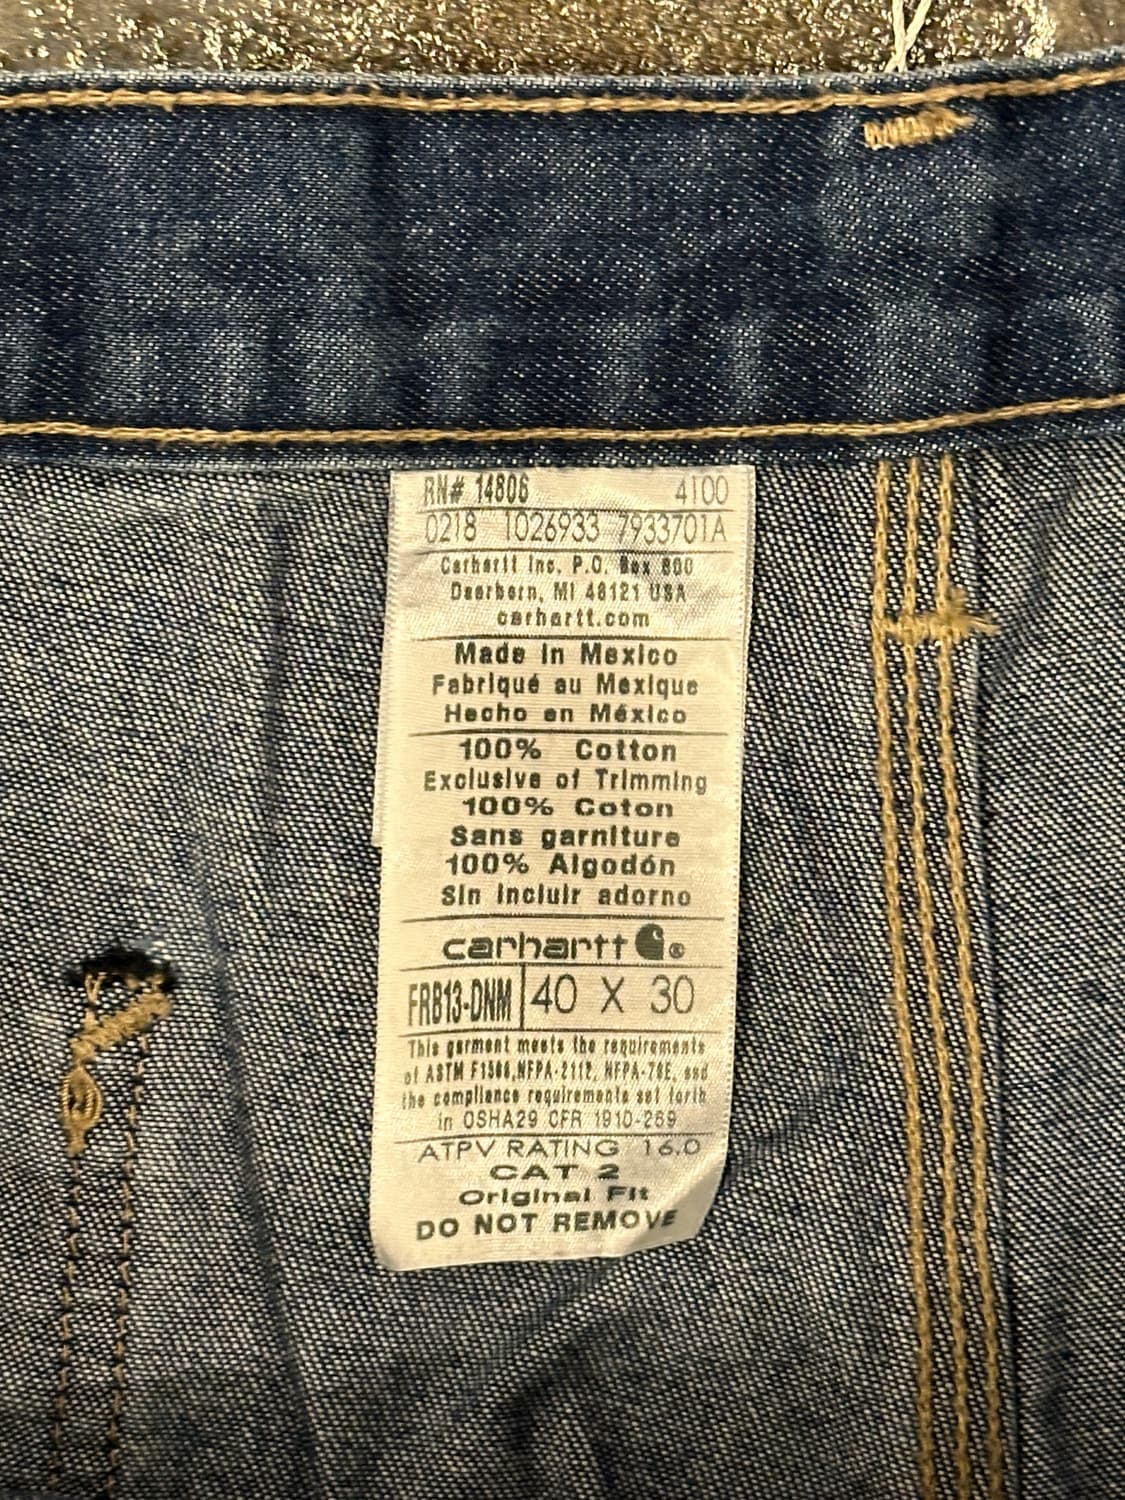 RN# 14806 4100
0218 1026933 7933701A
Carhartt Inc. P.O. Box 800
Dearborn, MI 48121 USA
carhartt.com
Made in Mexico
Fabriqué au Mexique
Hecho en México
100% Cotton
Exclusive of Trimming
100% Coton
Sans garniture
100% Algodón
Sin incluir adorno
carhartt ®
FRB13-DNM 40 X 30
This garment meets the requirements
of ASTM F1506, NFPA-2112, NFPA-70E, and
the compliance requirements set forth
in OSHA29 CFR 1910-269
ATPV RATING 16.0
CAT 2
Original Fit
DO NOT REMOVE